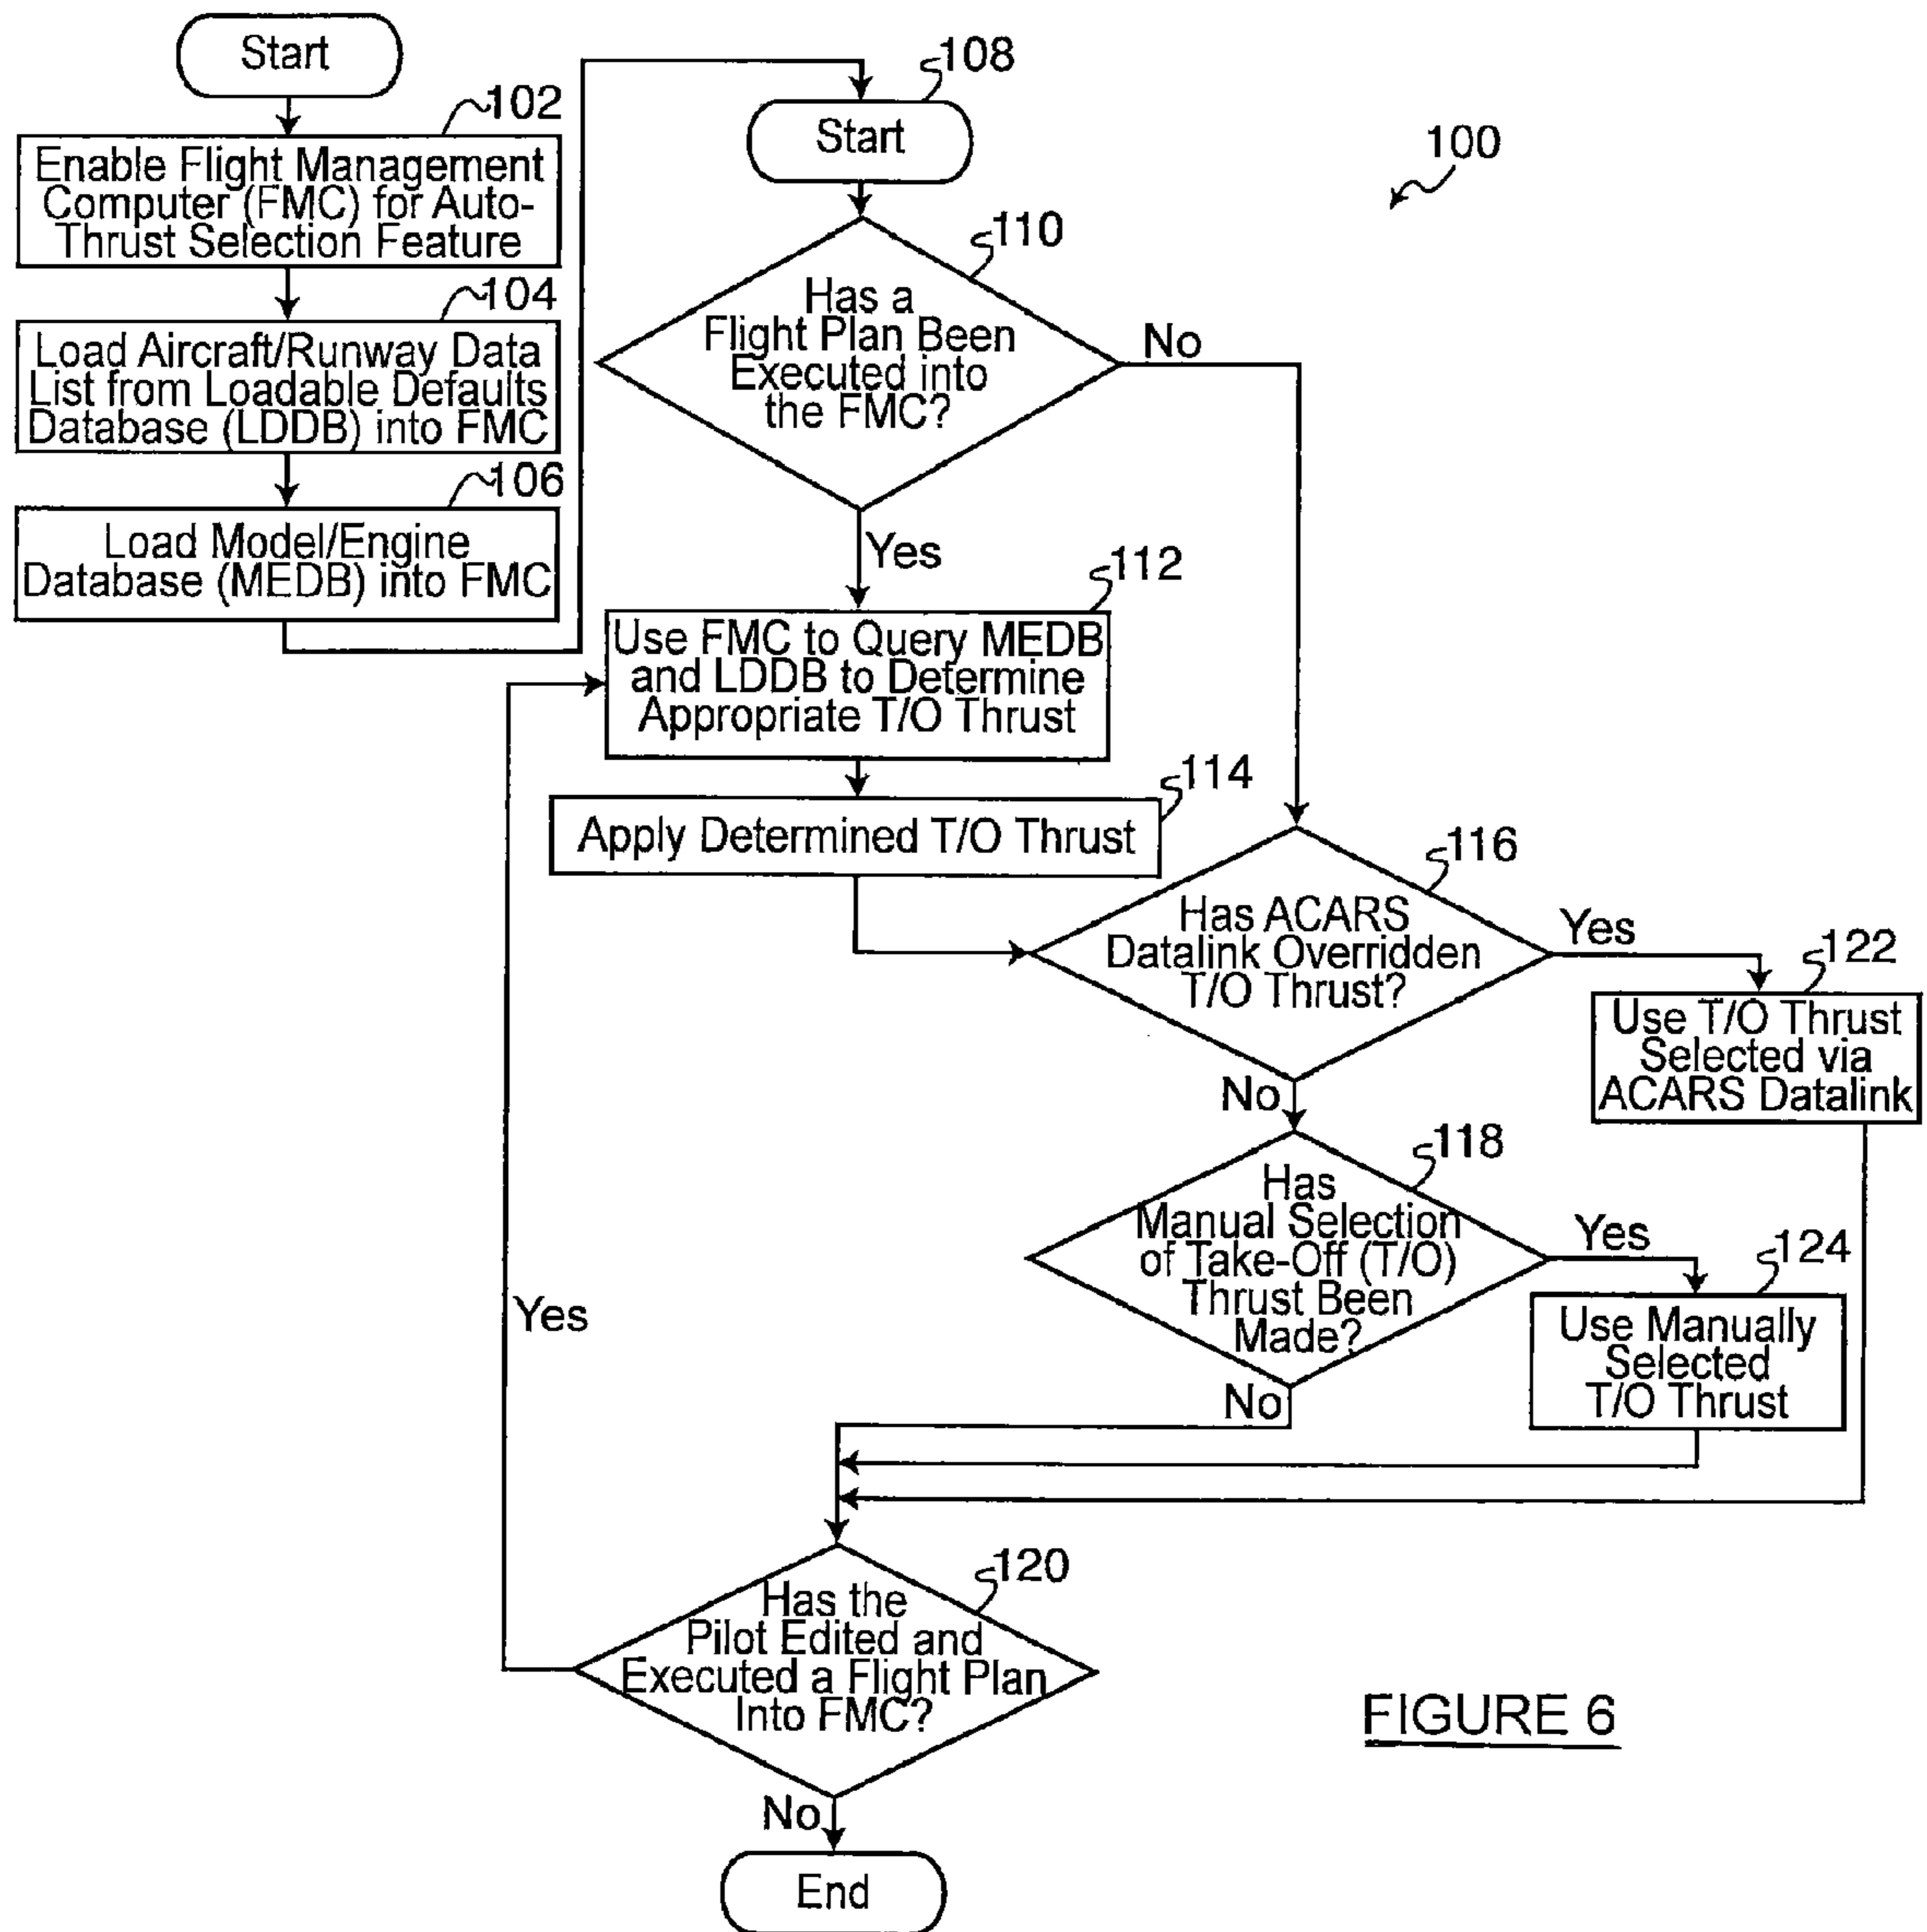 Start
102
Enable Flight Management
Computer (FMC) for Auto-
Thrust Selection Feature
104
Load Aircraft/Runway Data
List from Loadable Defaults
Database (LDDB) into FMC
106
Load Model/Engine
Database (MEDB) into FMC
108
Start
100
110
Has a
Flight Plan Been
Executed into
the FMC?
No
Yes
112
Use FMC to Query MEDB
and LDDB to Determine
Appropriate T/O Thrust
114
Apply Determined T/O Thrust
116
Has ACARS
Datalink Overridden
T/O Thrust?
Yes
122
Use T/O Thrust
Selected via
ACARS Datalink
No
118
Has
Manual Selection
of Take-Off (T/O)
Thrust Been
Made?
Yes
124
Use Manually
Selected
T/O Thrust
No
Yes
120
Has the
Pilot Edited and
Executed a Flight Plan
Into FMC?
No
End
FIGURE 6